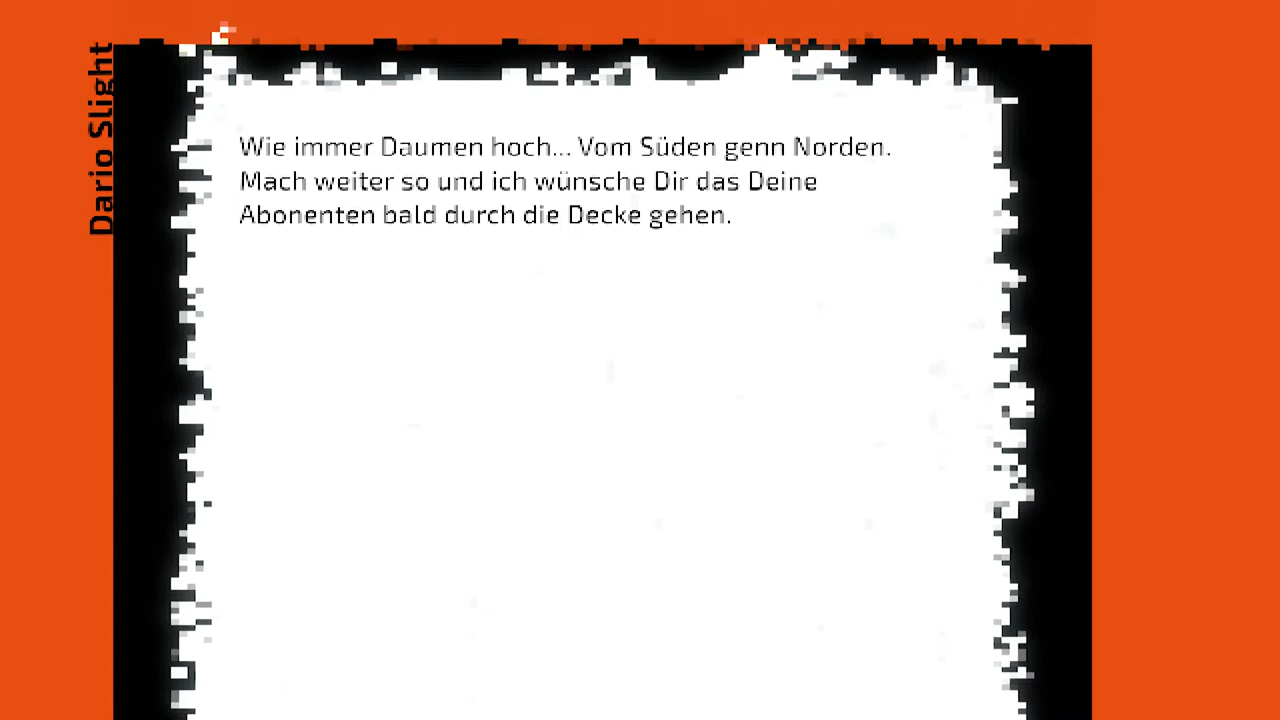 Dario Slight
Wie immer Daumen hoch... Vom Süden genn Norden.
Mach weiter so und ich wünsche Dir das Deine
Abonenten bald durch die Decke gehen.